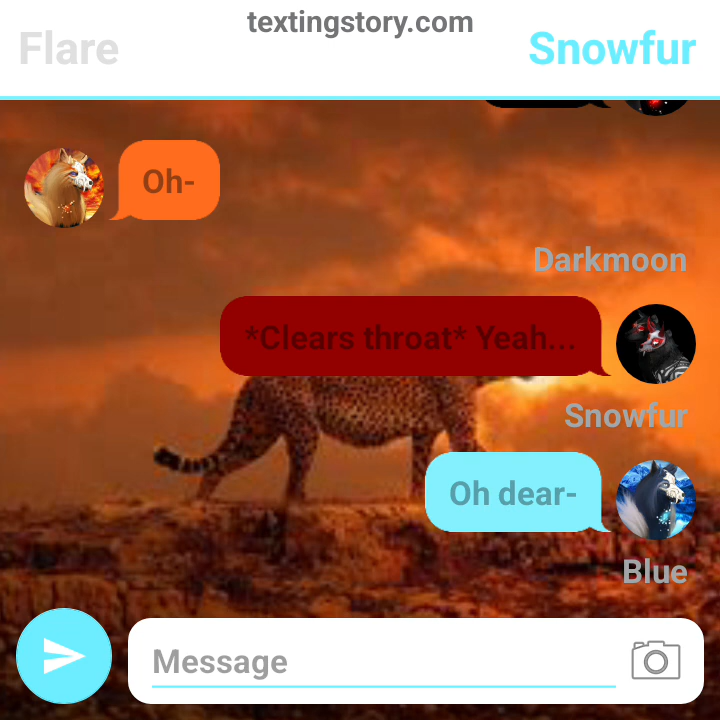 textingstory.com
Flare
Snowfur
Oh-
Darkmoon
*Clears throat* Yeah...
Snowfur
Oh dear-
Blue
Message